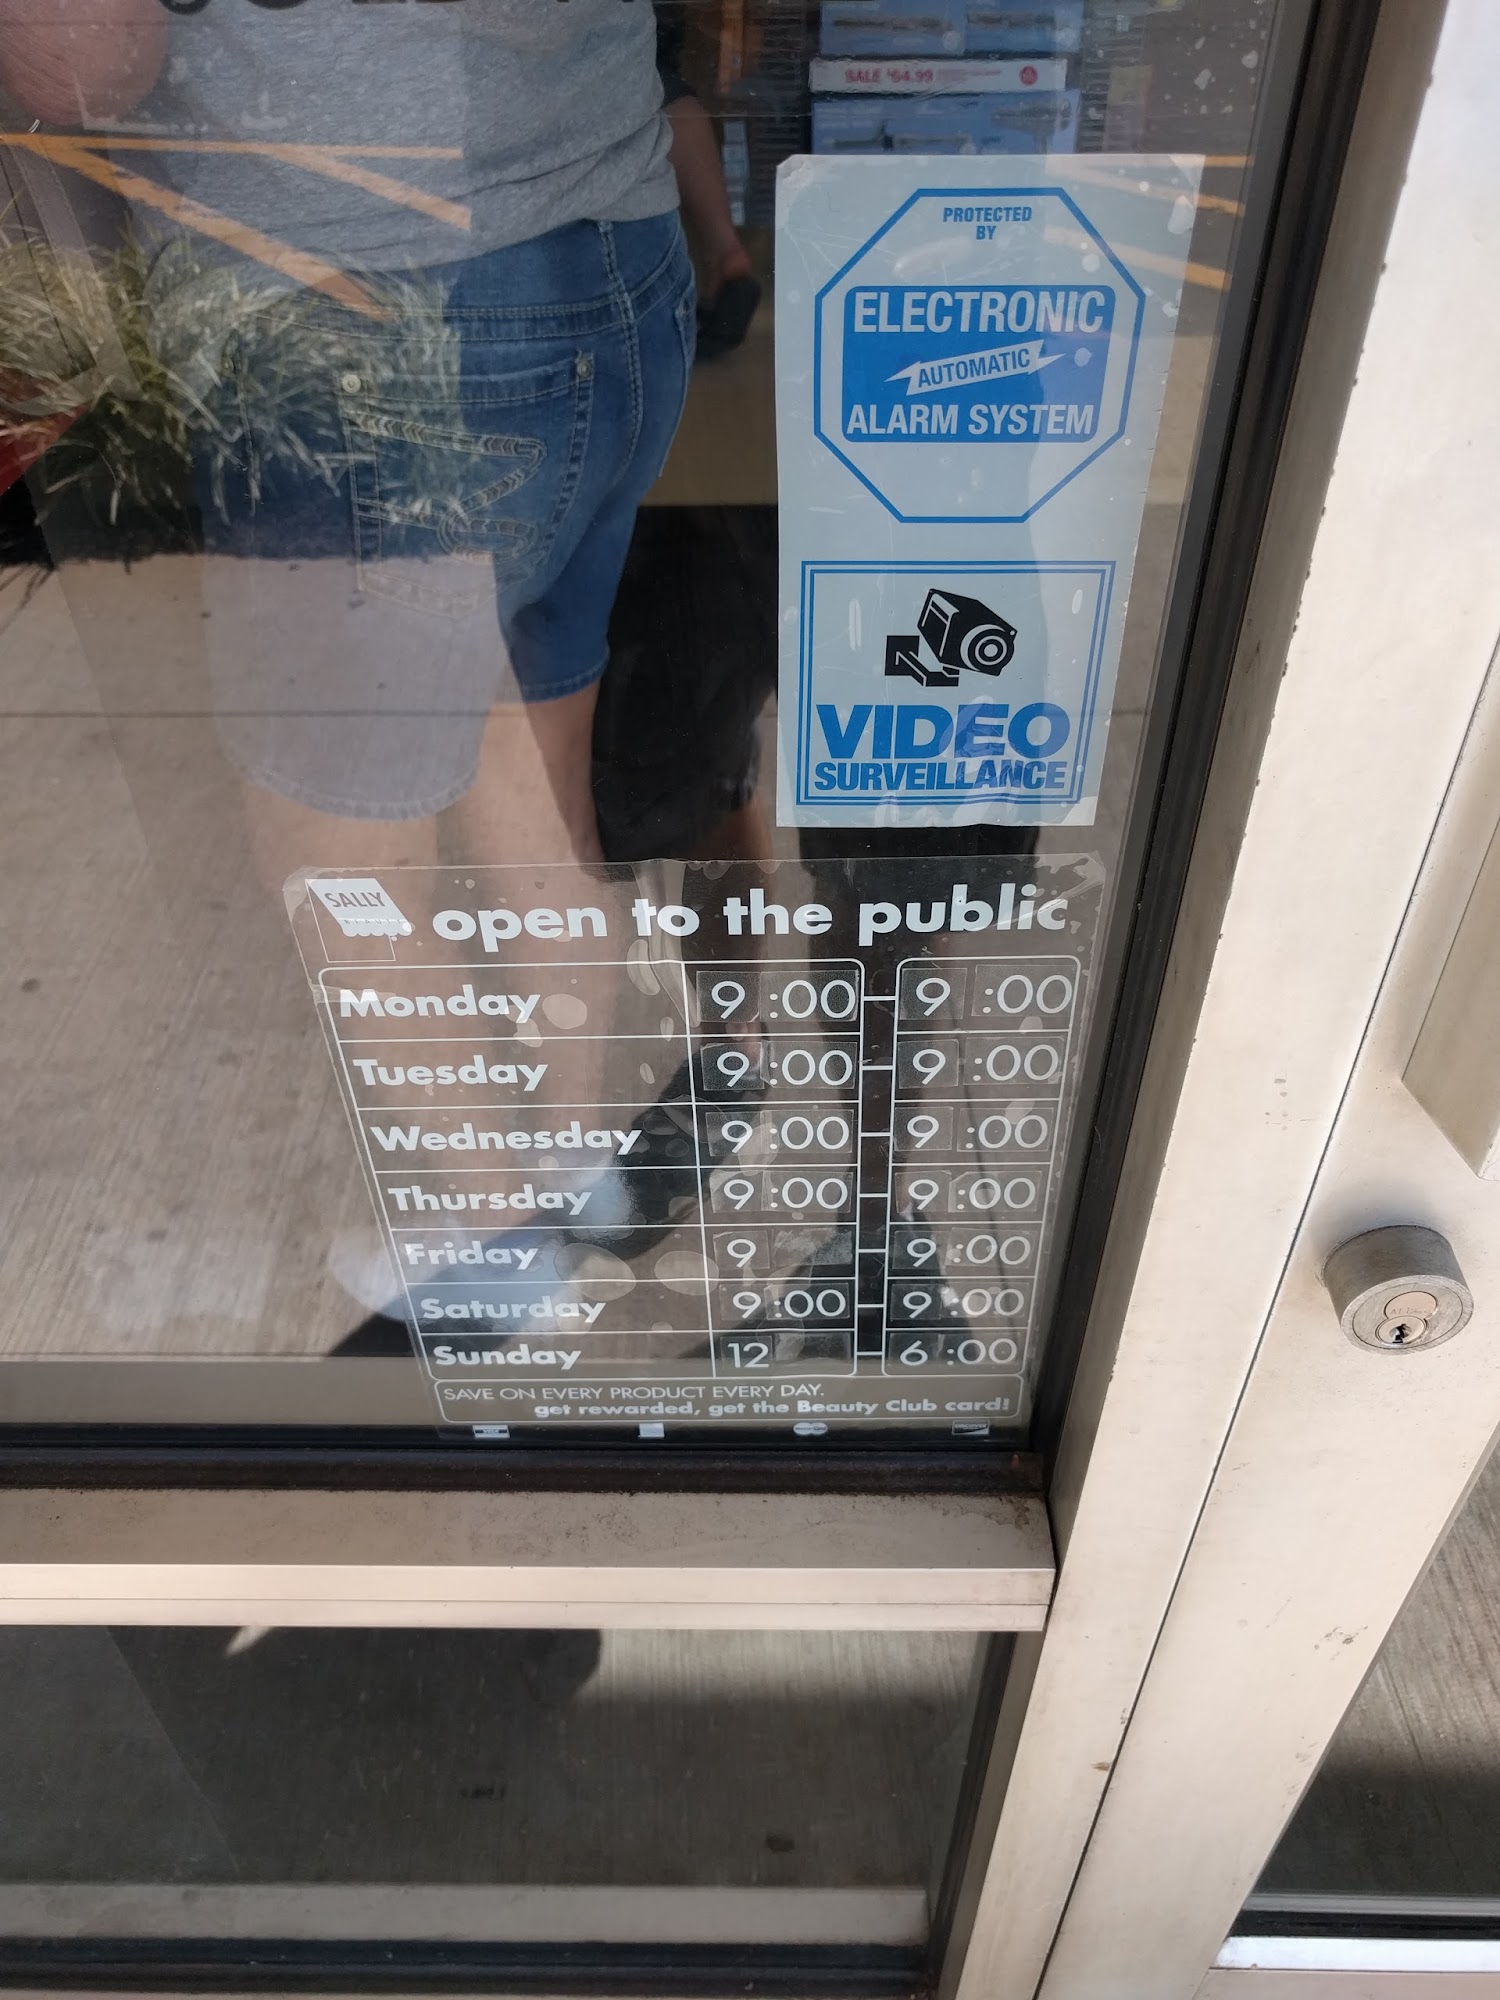 SALE $64.99
PROTECTED
BY
ELECTRONIC
AUTOMATIC
ALARM SYSTEM
VIDEO
SURVEILLANCE
SALLY
open to the public
Monday 9:00 – 9:00
Tuesday 9:00 – 9:00
Wednesday 9:00 – 9:00
Thursday 9:00 – 9:00
Friday 9 – 9:00
Saturday 9:00 – 9:00
Sunday 12 – 6:00
SAVE ON EVERY PRODUCT EVERY DAY.
get rewarded, get the Beauty Club card!
DISCOVER